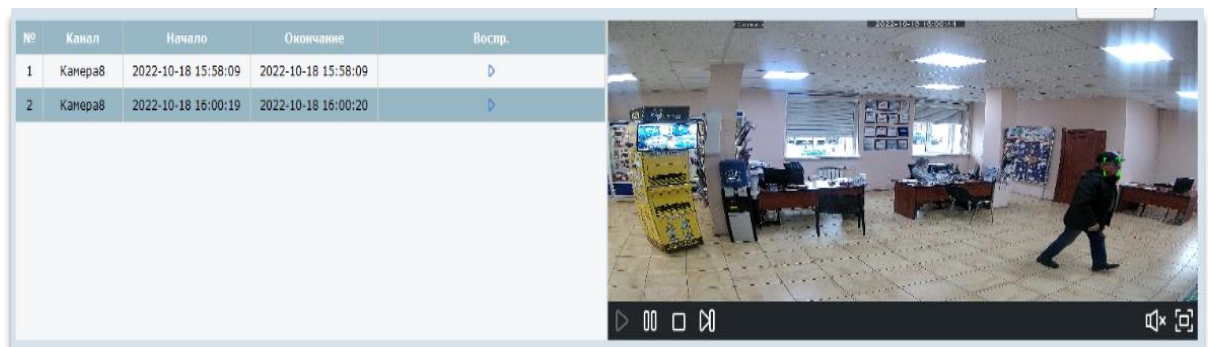 № Канал Начало Окончание Воспр.
1 Камера8 2022-10-18 15:58:09 2022-10-18 15:58:09
2 Камера8 2022-10-18 16:00:19 2022-10-18 16:00:20